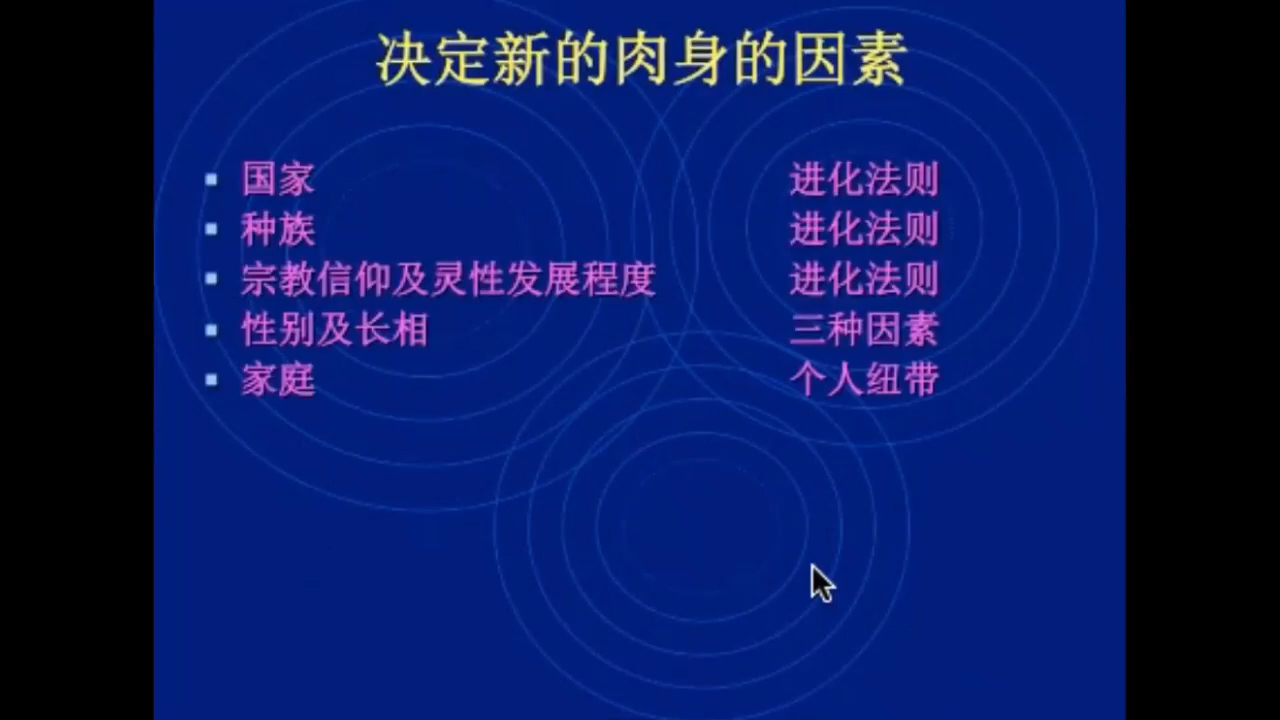 决定新的肉身的因素
国家 进化法则
种族 进化法则
宗教信仰及灵性发展程度 进化法则
性别及长相 三种因素
家庭 个人纽带